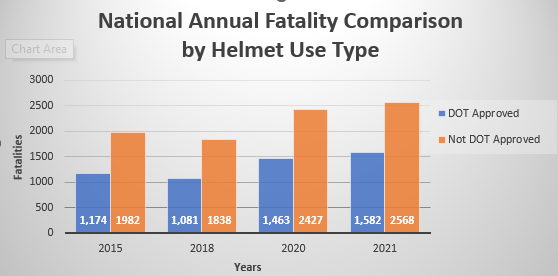 National Annual Fatality Comparison
by Helmet Use Type
Chart Area
3000
2500
2000
1500
1000
500
0
Fatalities
1,174 1982 1,081 1838 1,463 2427 1,582 2568
2015 2018 2020 2021
Years
DOT Approved
Not DOT Approved